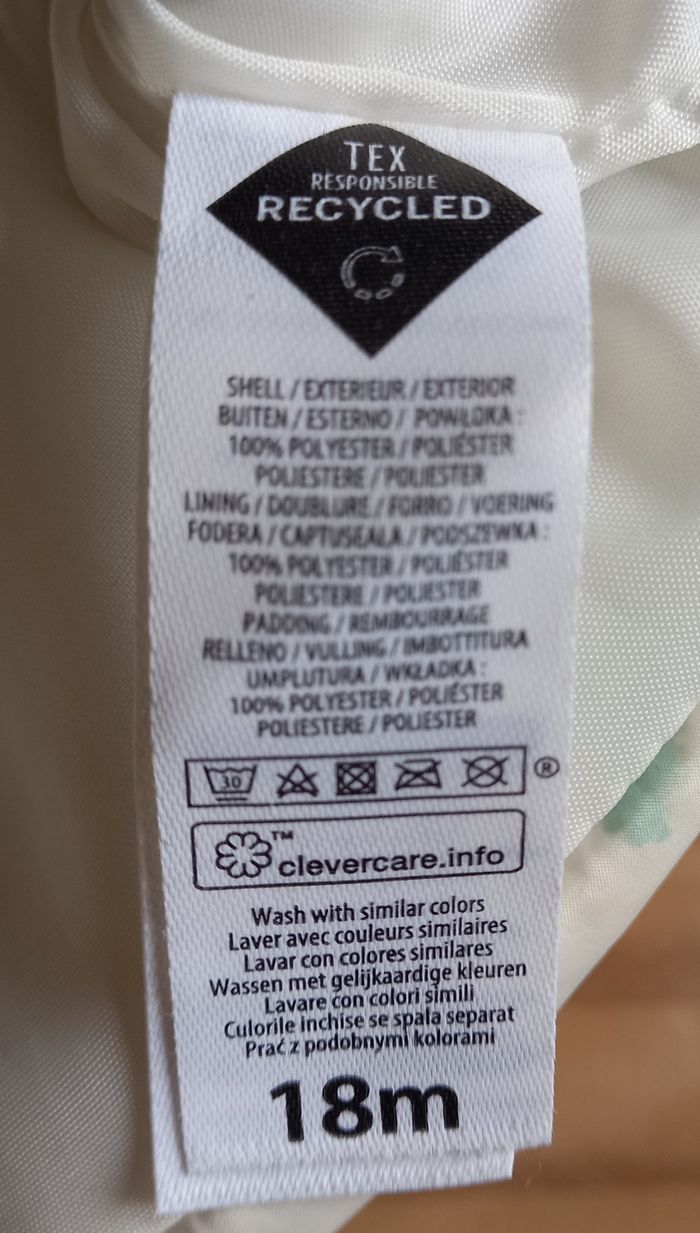 TEX
RESPONSIBLE
RECYCLED
SHELL / EXTERIEUR / EXTERIOR
BUITEN / ESTERNO / POWŁOKA :
100% POLYESTER / POLIÉSTER
POLIESTERE / POLIESTER
LINING / DOUBLURE / FORRO / VOERING
FODERA / CAPTUSEALA / PODSZEWKA :
100% POLYESTER / POLIÉSTER
POLIESTERE / POLIESTER
PADDING / REMBOURRAGE
RELLENO / VULLING / IMBOTTITURA
UMPLUTURA / WKŁADKA :
100% POLYESTER / POLIÉSTER
POLIESTERE / POLIESTER
30 ®
™ clevercare.info
Wash with similar colors
Laver avec couleurs similaires
Lavar con colores similares
Wassen met gelijkaardige kleuren
Lavare con colori simili
Culorile inchise se spala separat
Prać z podobnymi kolorami
18m